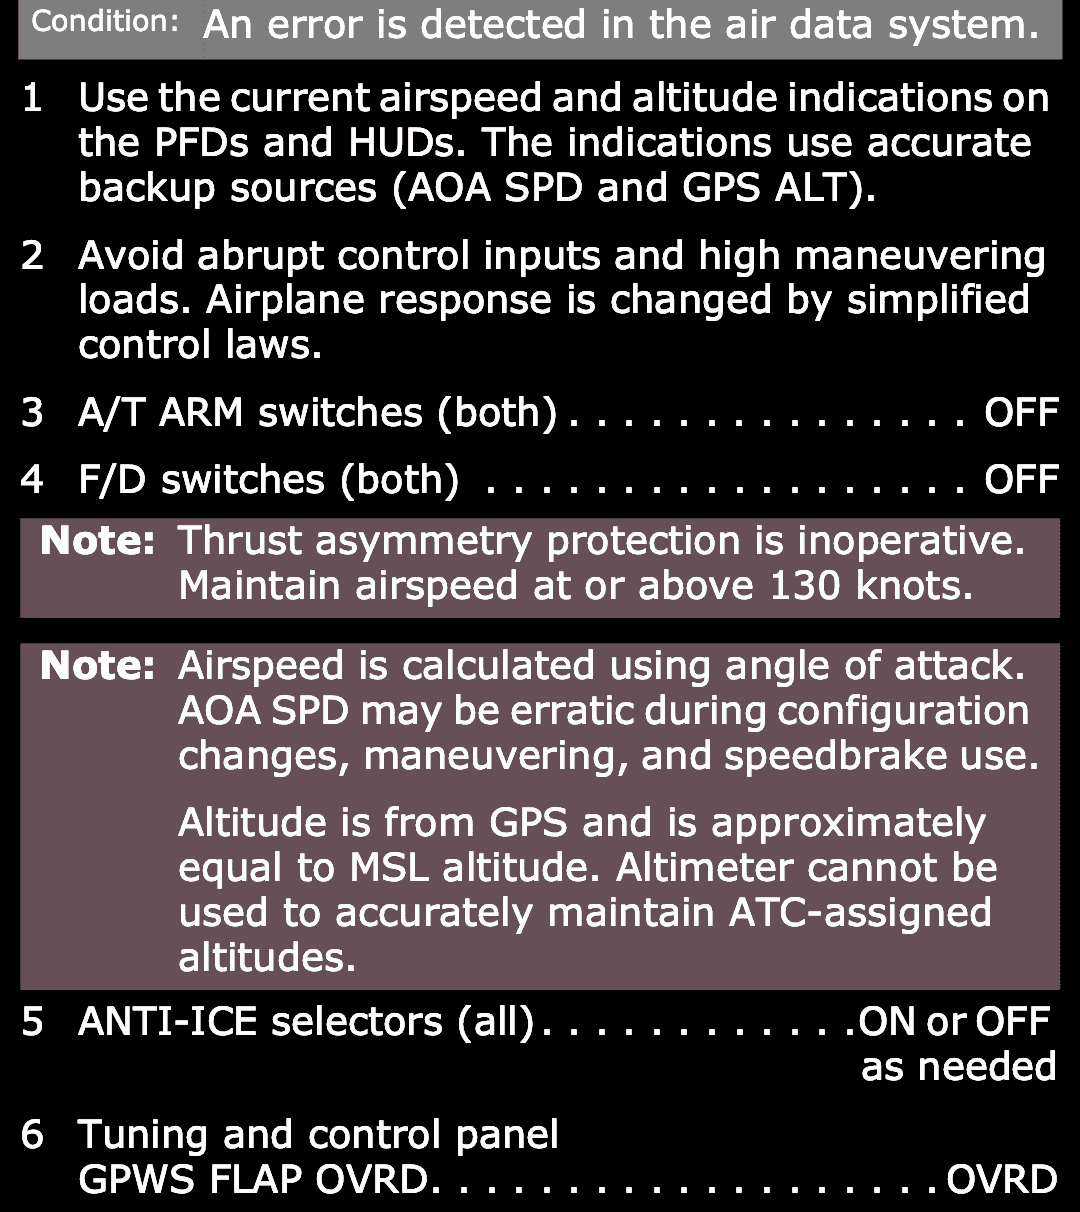 Condition: An error is detected in the air data system.
1 Use the current airspeed and altitude indications on
the PFDs and HUDs. The indications use accurate
backup sources (AOA SPD and GPS ALT).
2 Avoid abrupt control inputs and high maneuvering
loads. Airplane response is changed by simplified
control laws.
3 A/T ARM switches (both) . . . . . . . . . . . . . . . OFF
4 F/D switches (both) . . . . . . . . . . . . . . . . . . OFF
Note: Thrust asymmetry protection is inoperative.
Maintain airspeed at or above 130 knots.
Note: Airspeed is calculated using angle of attack.
AOA SPD may be erratic during configuration
changes, maneuvering, and speedbrake use.
Altitude is from GPS and is approximately
equal to MSL altitude. Altimeter cannot be
used to accurately maintain ATC-assigned
altitudes.
5 ANTI-ICE selectors (all) . . . . . . . . . . . . ON or OFF
as needed
6 Tuning and control panel
GPWS FLAP OVRD. . . . . . . . . . . . . . . . . . . OVRD